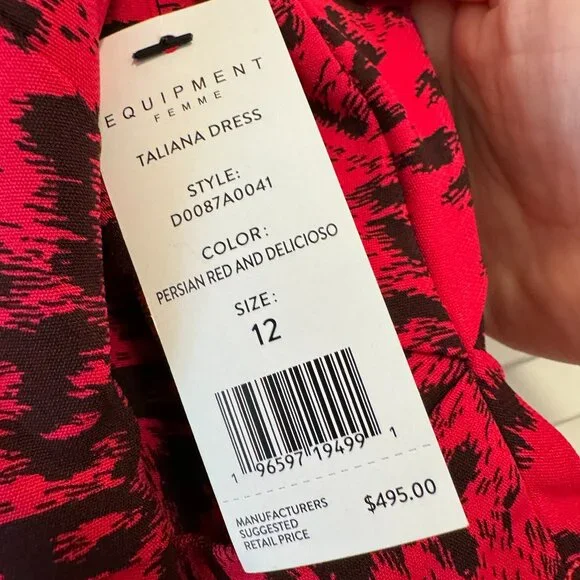 EQUIPMENT
FEMME
TALIANA DRESS
STYLE:
D0087A0041
COLOR:
PERSIAN RED AND DELICIOSO
SIZE:
12
1 96597 19499 1
MANUFACTURERS
SUGGESTED
RETAIL PRICE
$495.00